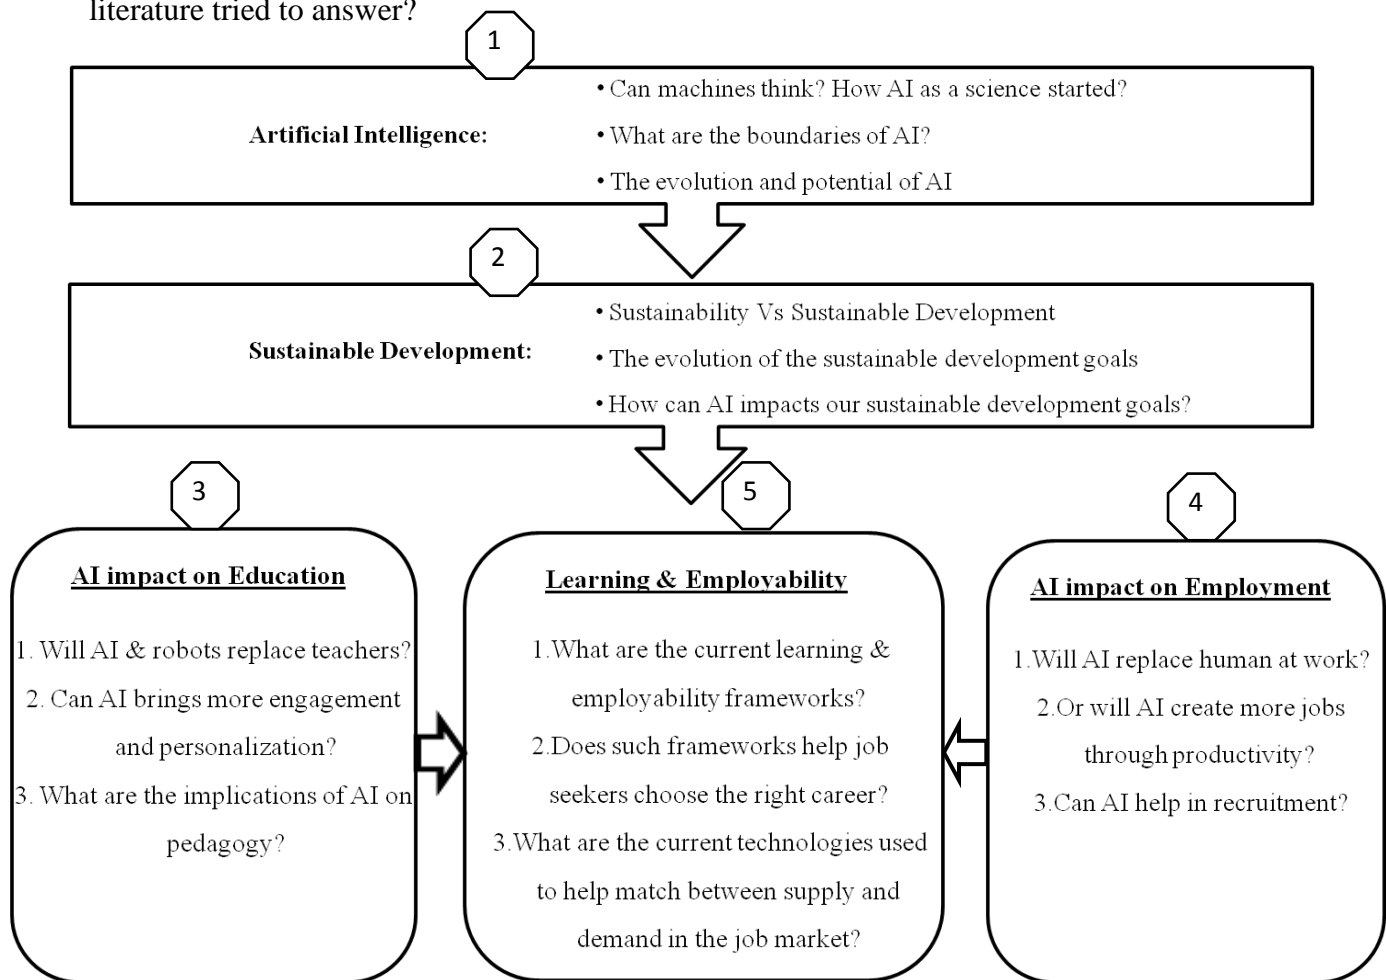 literature tried to answer?
1
Artificial Intelligence:
• Can machines think? How AI as a science started?
• What are the boundaries of AI?
• The evolution and potential of AI
2
Sustainable Development:
• Sustainability Vs Sustainable Development
• The evolution of the sustainable development goals
• How can AI impacts our sustainable development goals?
3
AI impact on Education
1. Will AI & robots replace teachers?
2. Can AI brings more engagement
and personalization?
3. What are the implications of AI on
pedagogy?
5
Learning & Employability
1.What are the current learning &
employability frameworks?
2.Does such frameworks help job
seekers choose the right career?
3.What are the current technologies used
to help match between supply and
demand in the job market?
4
AI impact on Employment
1.Will AI replace human at work?
2.Or will AI create more jobs
through productivity?
3.Can AI help in recruitment?